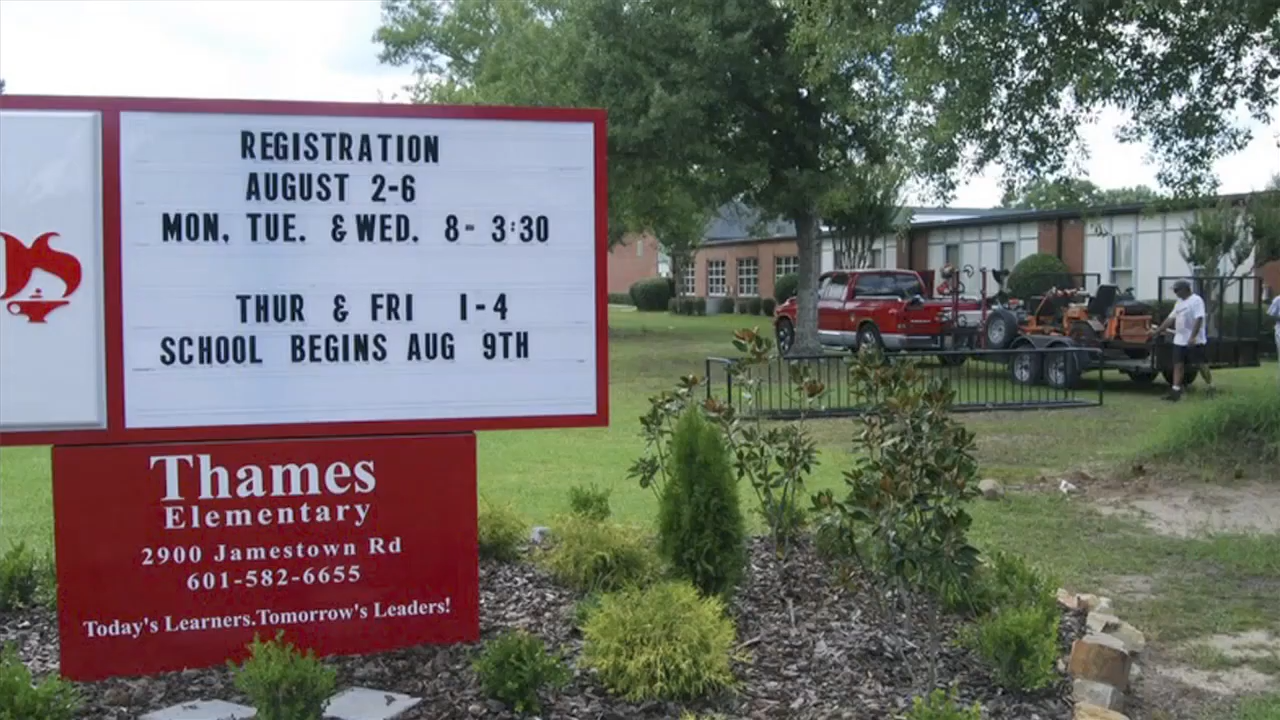 REGISTRATION
AUGUST 2-6
MON, TUE. & WED. 8- 3:30
THUR & FRI 1-4
SCHOOL BEGINS AUG 9TH
Thames
Elementary
2900 Jamestown Rd
601-582-6655
Today's Learners.Tomorrow's Leaders!